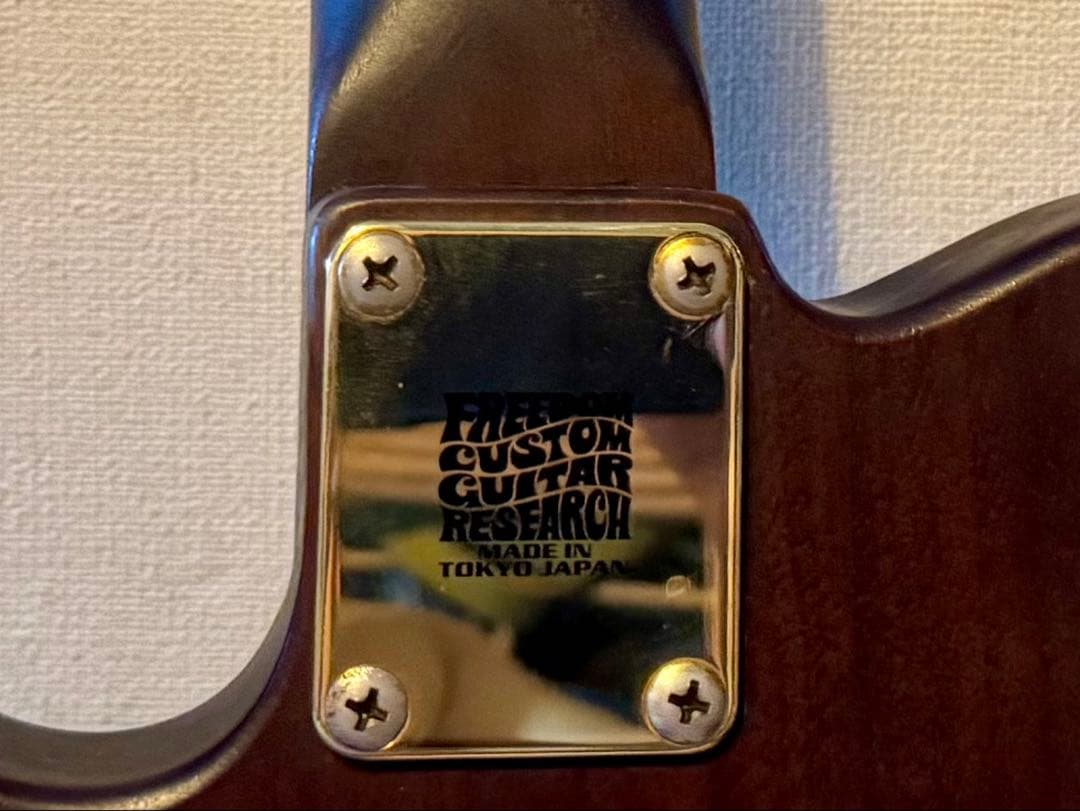 FREEDOM
CUSTOM
GUITAR
RESEARCH
MADE IN
TOKYO JAPAN